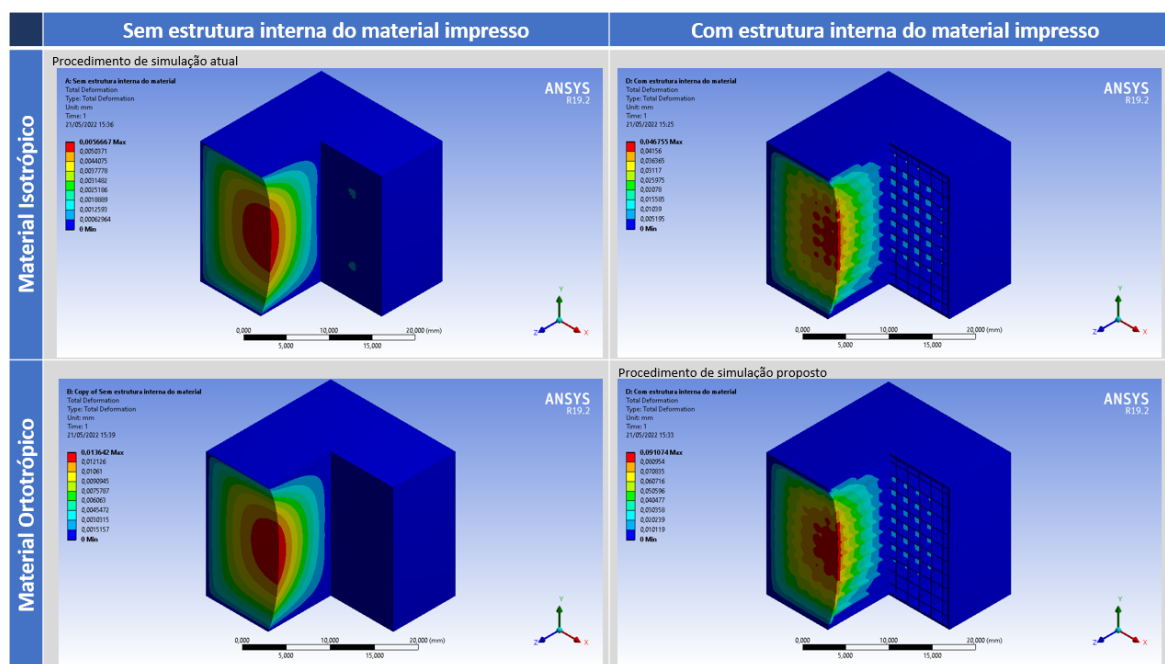 Sem estrutura interna do material impresso
Com estrutura interna do material impresso
Material Isotrópico
Procedimento de simulação atual
A: Sem estrutura interna do material
Total Deformation
Type: Total Deformation
Unit: mm
Time: 1
21/05/2022 15:36
0,0056667 Max
0,0050371
0,0044075
0,0037778
0,0031482
0,0025186
0,0018889
0,0012593
0,00062964
0 Min
ANSYS
R19.2
0,000 10,000 20,000 (mm)
5,000 15,000
Y
Z X
D: Com estrutura interna do material
Total Deformation
Type: Total Deformation
Unit: mm
Time: 1
21/05/2022 15:25
0,046755 Max
0,04156
0,036365
0,03117
0,025975
0,02078
0,015585
0,01039
0,005195
0 Min
ANSYS
R19.2
0,000 10,000 20,000 (mm)
5,000 15,000
Y
Z X
Material Ortotrópico
B: Copy of Sem estrutura interna do material
Total Deformation
Type: Total Deformation
Unit: mm
Time: 1
21/05/2022 15:39
0,013642 Max
0,012126
0,01061
0,0090945
0,0075787
0,006063
0,0045472
0,0030315
0,0015157
0 Min
ANSYS
R19.2
0,000 10,000 20,000 (mm)
5,000 15,000
Y
Z X
Procedimento de simulação proposto
D: Com estrutura interna do material
Total Deformation
Type: Total Deformation
Unit: mm
Time: 1
21/05/2022 15:33
0,091074 Max
0,080954
0,070835
0,060716
0,050596
0,040477
0,030358
0,020239
0,010119
0 Min
ANSYS
R19.2
0,000 10,000 20,000 (mm)
5,000 15,000
Y
Z X